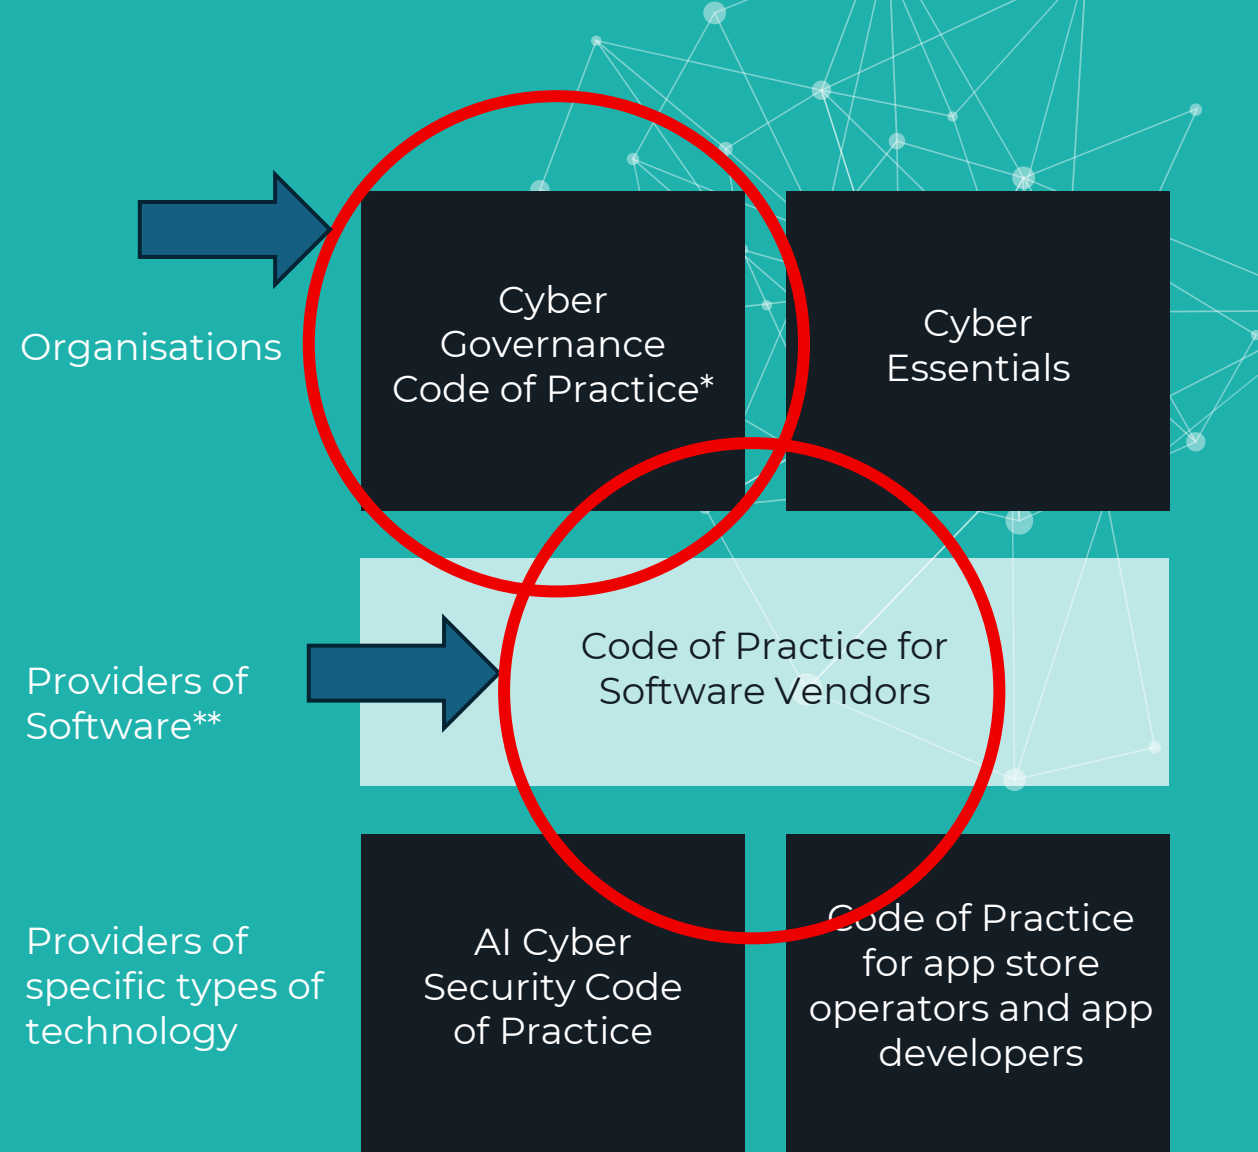 Organisations
Cyber
Governance
Code of Practice*
Cyber
Essentials
Providers of
Software**
Code of Practice for
Software Vendors
Providers of
specific types of
technology
AI Cyber
Security Code
of Practice
Code of Practice
for app store
operators and app
developers